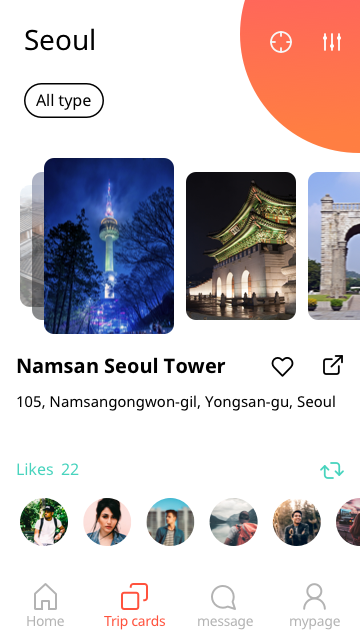 Seoul
All type
Namsan Seoul Tower
105, Namsangongwon-gil, Yongsan-gu, Seoul
Likes 22
Home Trip cards message mypage